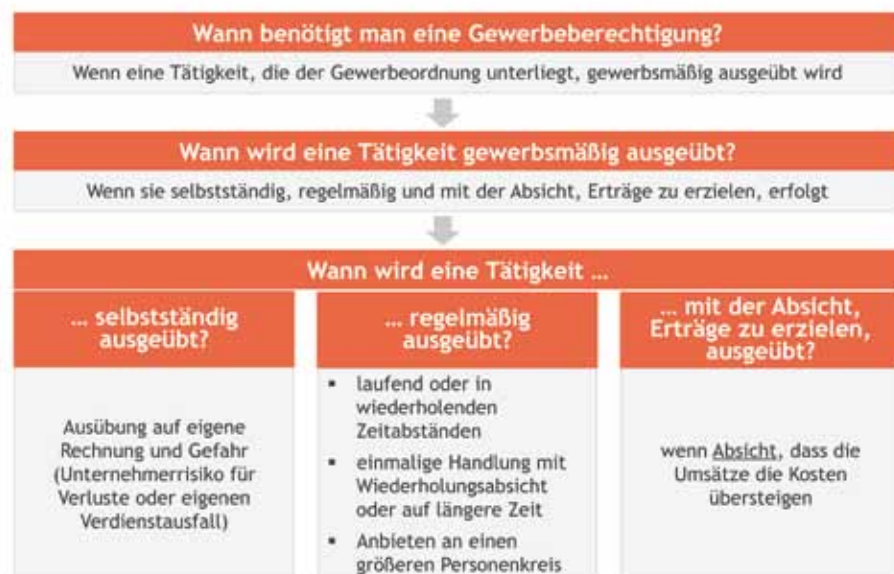 Wann benötigt man eine Gewerbeberechtigung?
Wenn eine Tätigkeit, die der Gewerbeordnung unterliegt, gewerbsmäßig ausgeübt wird
Wann wird eine Tätigkeit gewerbsmäßig ausgeübt?
Wenn sie selbstständig, regelmäßig und mit der Absicht, Erträge zu erzielen, erfolgt
Wann wird eine Tätigkeit ...
... selbstständig
ausgeübt?
Ausübung auf eigene
Rechnung und Gefahr
(Unternehmerrisiko für
Verluste oder eigenen
Verdienstausfall)
... regelmäßig
ausgeübt?
▪ laufend oder in
wiederholenden
Zeitabständen
▪ einmalige Handlung mit
Wiederholungsabsicht
oder auf längere Zeit
▪ Anbieten an einen
größeren Personenkreis
... mit der Absicht,
Erträge zu erzielen,
ausgeübt?
wenn Absicht, dass die
Umsätze die Kosten
übersteigen